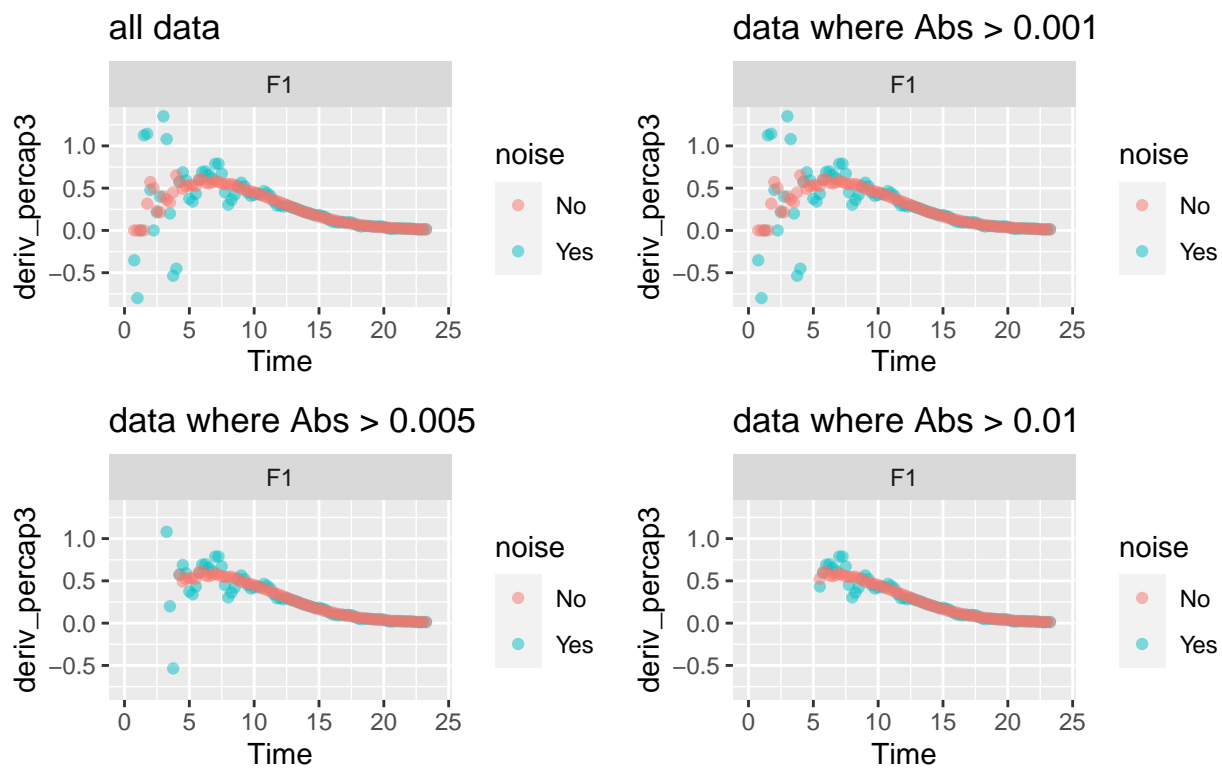 all data
F1
1.0
0.5
0.0
−0.5
deriv_percap3
0 5 10 15 20 25
Time
noise
No
Yes
data where Abs > 0.001
F1
1.0
0.5
0.0
−0.5
deriv_percap3
0 5 10 15 20 25
Time
noise
No
Yes
data where Abs > 0.005
F1
1.0
0.5
0.0
−0.5
deriv_percap3
0 5 10 15 20 25
Time
noise
No
Yes
data where Abs > 0.01
F1
1.0
0.5
0.0
−0.5
deriv_percap3
0 5 10 15 20 25
Time
noise
No
Yes